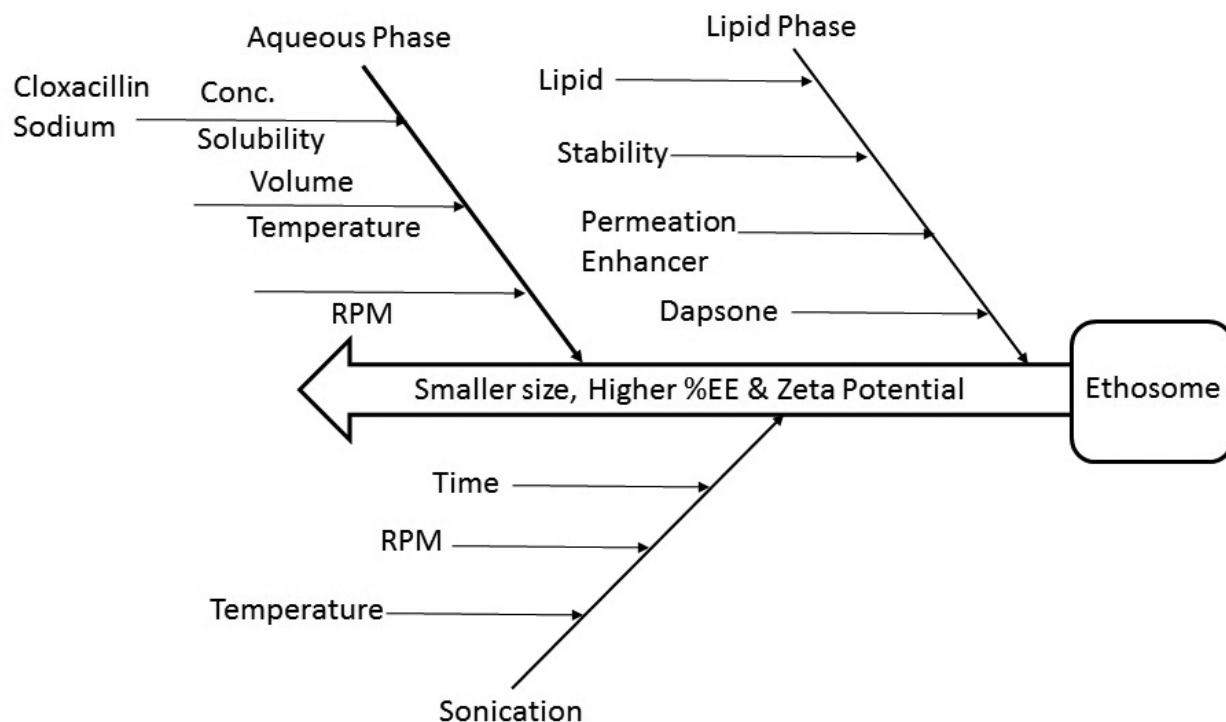 Aqueous Phase
Cloxacillin
Sodium
Conc.
Solubility
Volume
Temperature
RPM
Lipid Phase
Lipid
Stability
Permeation
Enhancer
Dapsone
Smaller size, Higher %EE & Zeta Potential
Ethosome
Time
RPM
Temperature
Sonication